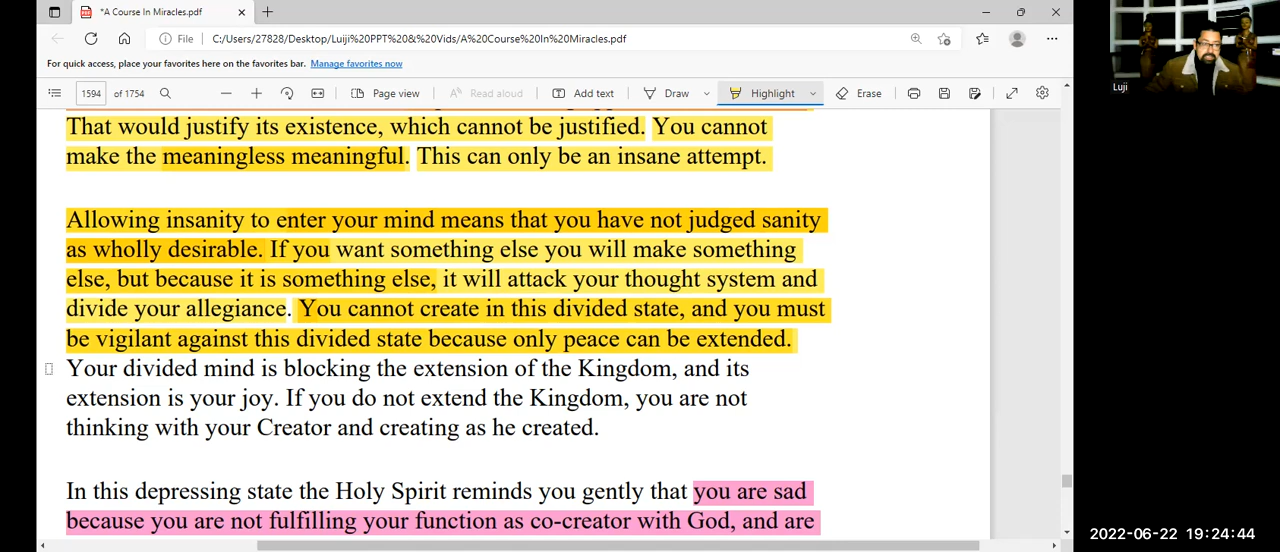 *A Course In Miracles.pdf
File C:/Users/27828/Desktop/Luiji%20PPT%20&%20Vids/A%20Course%20In%20Miracles.pdf
For quick access, place your favorites here on the favorites bar. Manage favorites now
1594 of 1754 Page view Read aloud Add text Draw Highlight Erase
That would justify its existence, which cannot be justified. You cannot
make the meaningless meaningful. This can only be an insane attempt.
Allowing insanity to enter your mind means that you have not judged sanity
as wholly desirable. If you want something else you will make something
else, but because it is something else, it will attack your thought system and
divide your allegiance. You cannot create in this divided state, and you must
be vigilant against this divided state because only peace can be extended.
Your divided mind is blocking the extension of the Kingdom, and its
extension is your joy. If you do not extend the Kingdom, you are not
thinking with your Creator and creating as he created.
In this depressing state the Holy Spirit reminds you gently that you are sad
because you are not fulfilling your function as co-creator with God, and are
Luji
2022-06-22 19:24:44